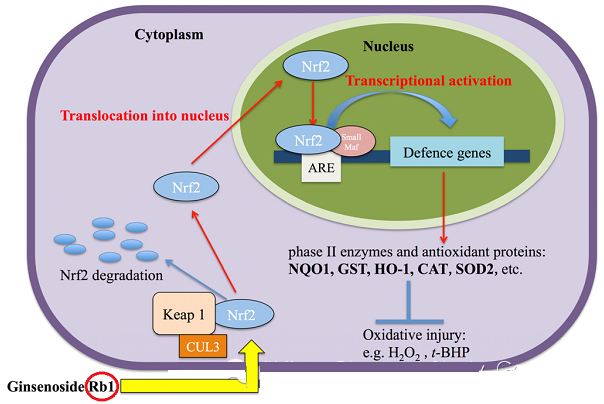 Cytoplasm
Nucleus
Nrf2
Transcriptional activation
Translocation into nucleus
Nrf2
Small
Maf
ARE
Defence genes
Nrf2
phase II enzymes and antioxidant proteins:
NQO1, GST, HO-1, CAT, SOD2, etc.
Nrf2 degradation
Keap 1
Nrf2
CUL3
Oxidative injury:
e.g. H₂O₂ , t-BHP
Ginsenoside Rb1